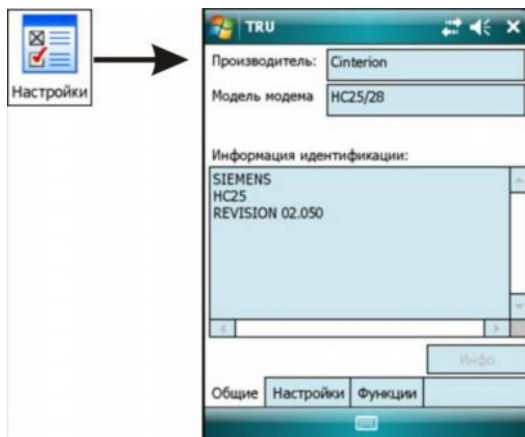 Настройки
TRU
Производитель: Cinterion
Модель модема HC25/28
Информация идентификации:
SIEMENS
HC25
REVISION 02.050
Инфо
Общие Настройки Функции